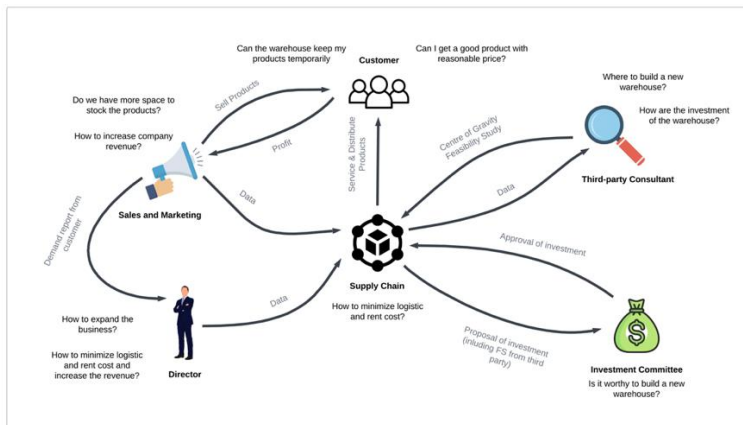 Can the warehouse keep my
products temporarily
Customer
Can I get a good product with
reasonable price?
Where to build a new
warehouse?
How are the investment
of the warehouse?
Third-party Consultant
Do we have more space to
stock the products?
How to increase company
revenue?
Sales and Marketing
Sell Products
Profit
Service & Distribute
Products
Centre of Gravity
Feasibility Study
Data
Data
Demand report from
customer
Supply Chain
How to minimize logistic
and rent cost?
Approval of investment
Data
How to expand the
business?
How to minimize logistic
and rent cost and
increase the revenue?
Director
Proposal of investment
(inluding FS from third
party)
$
Investment Committee
Is it worthy to build a new
warehouse?